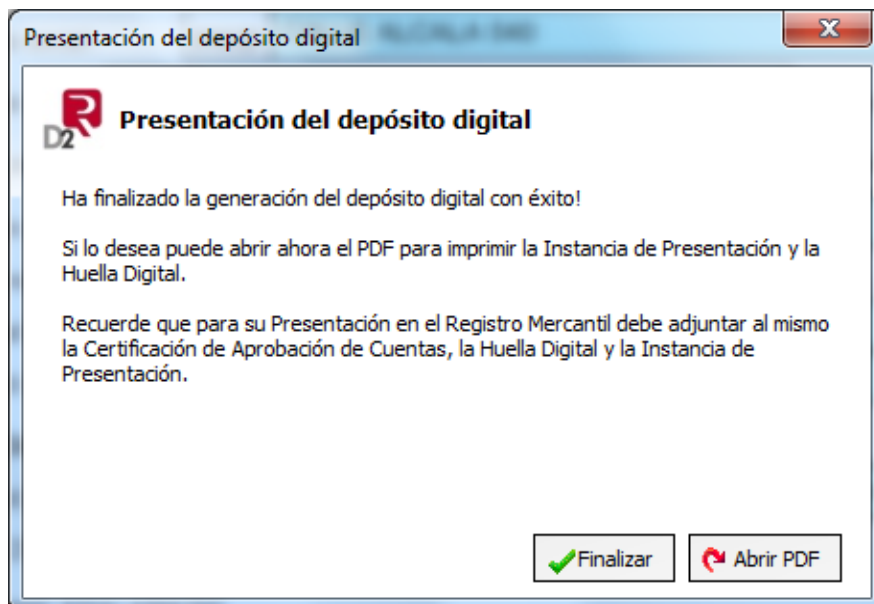 Presentación del depósito digital
D2R
Presentación del depósito digital
Ha finalizado la generación del depósito digital con éxito!
Si lo desea puede abrir ahora el PDF para imprimir la Instancia de Presentación y la
Huella Digital.
Recuerde que para su Presentación en el Registro Mercantil debe adjuntar al mismo
la Certificación de Aprobación de Cuentas, la Huella Digital y la Instancia de
Presentación.
Finalizar
Abrir PDF